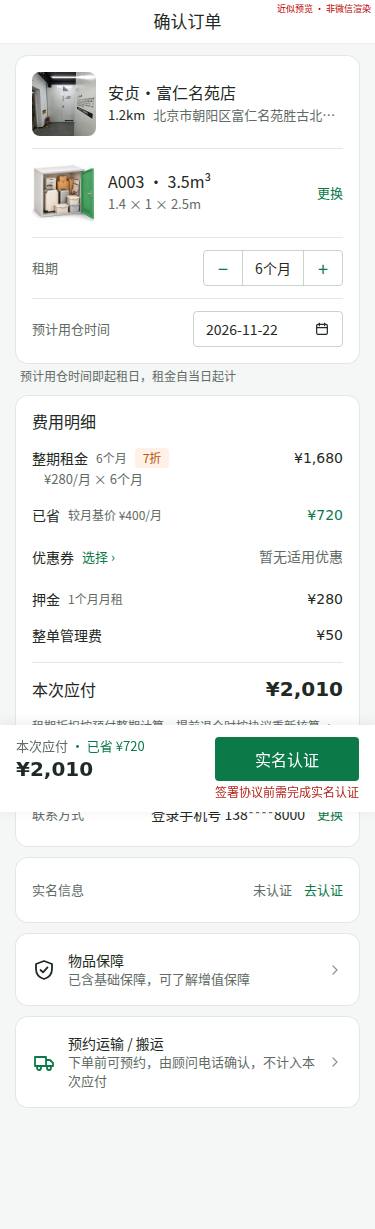 近似预览・非微信渲染
确认订单
安贞・富仁名苑店
1.2km 北京市朝阳区富仁名苑胜古北…
A003 · 3.5m³
1.4 × 1 × 2.5m
更换
租期
− 6个月 +
预计用仓时间
2026-11-22
预计用仓时间即起租日，租金自当日起计
费用明细
整期租金 6个月 7折 ¥1,680
¥280/月 × 6个月
已省 较月基价 ¥400/月 ¥720
优惠券 选择 › 暂无适用优惠
押金 1个月月租 ¥280
整单管理费 ¥50
本次应付 ¥2,010
本次应付 · 已省 ¥720
¥2,010
实名认证
签署协议前需完成实名认证
联系方式 登录手机号 138****8000 更换
实名信息 未认证 去认证
物品保障
已含基础保障，可了解增值保障
预约运输 / 搬运
下单前可预约，由顾问电话确认，不计入本
次应付